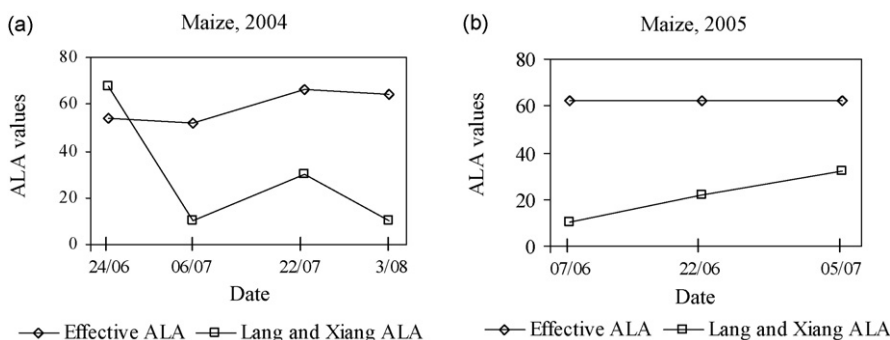 (a)
Maize, 2004
ALA values
80
60
40
20
0
24/06 06/07 22/07 3/08
Date
Effective ALA Lang and Xiang ALA
(b)
Maize, 2005
ALA values
80
60
40
20
0
07/06 22/06 05/07
Date
Effective ALA Lang and Xiang ALA